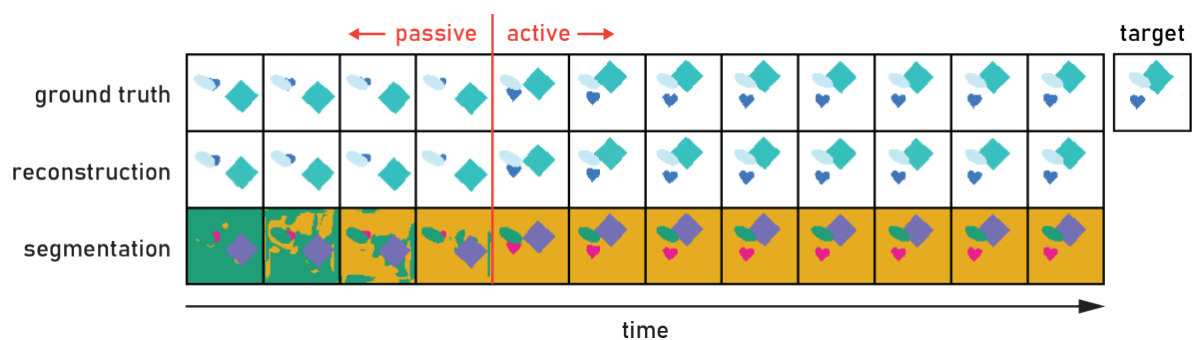 passive active
target
ground truth
reconstruction
segmentation
time